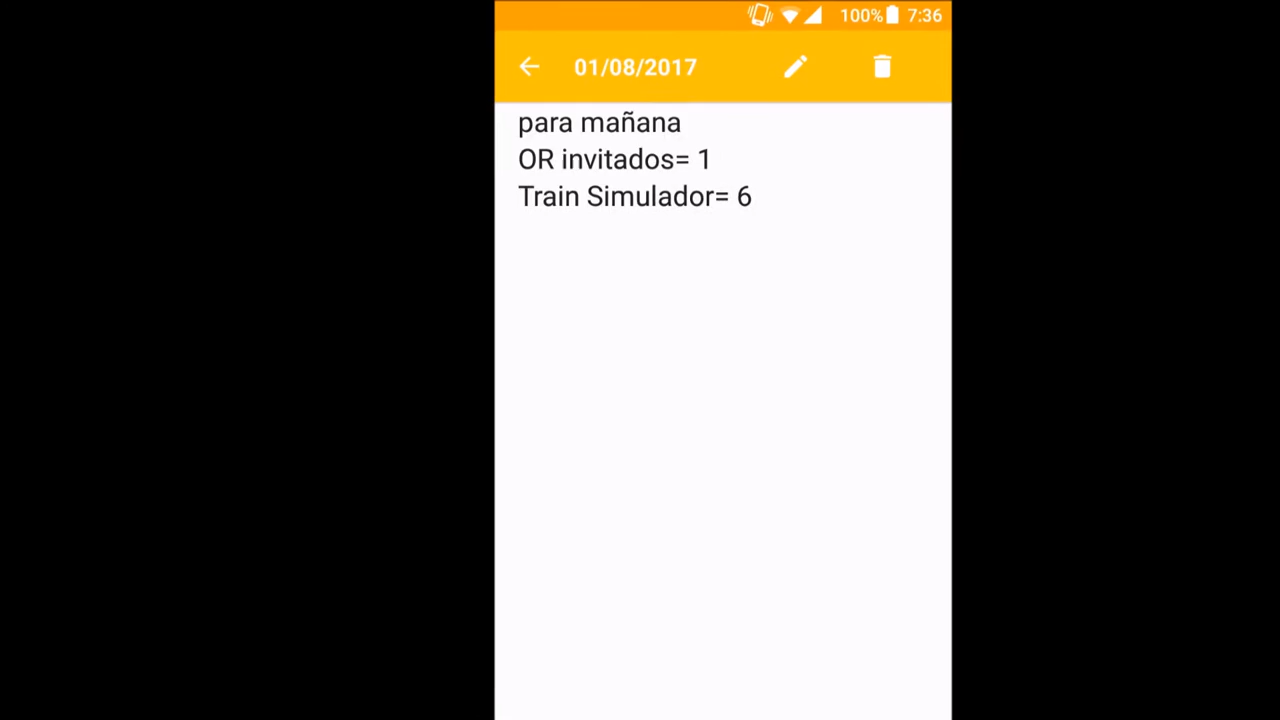 100% 7:36
01/08/2017
para mañana
OR invitados= 1
Train Simulador= 6